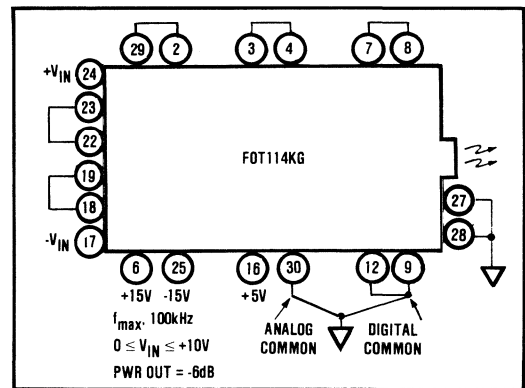 29 2 3 4 7 8
+VIN 24
23
22
FOT114KG
19
18
-VIN 17
27
28
6 25 16 30 12 9
+15V -15V +5V
fmax. 100kHz
0 ≤ VIN ≤ +10V
PWR OUT = -6dB
ANALOG COMMON
DIGITAL COMMON